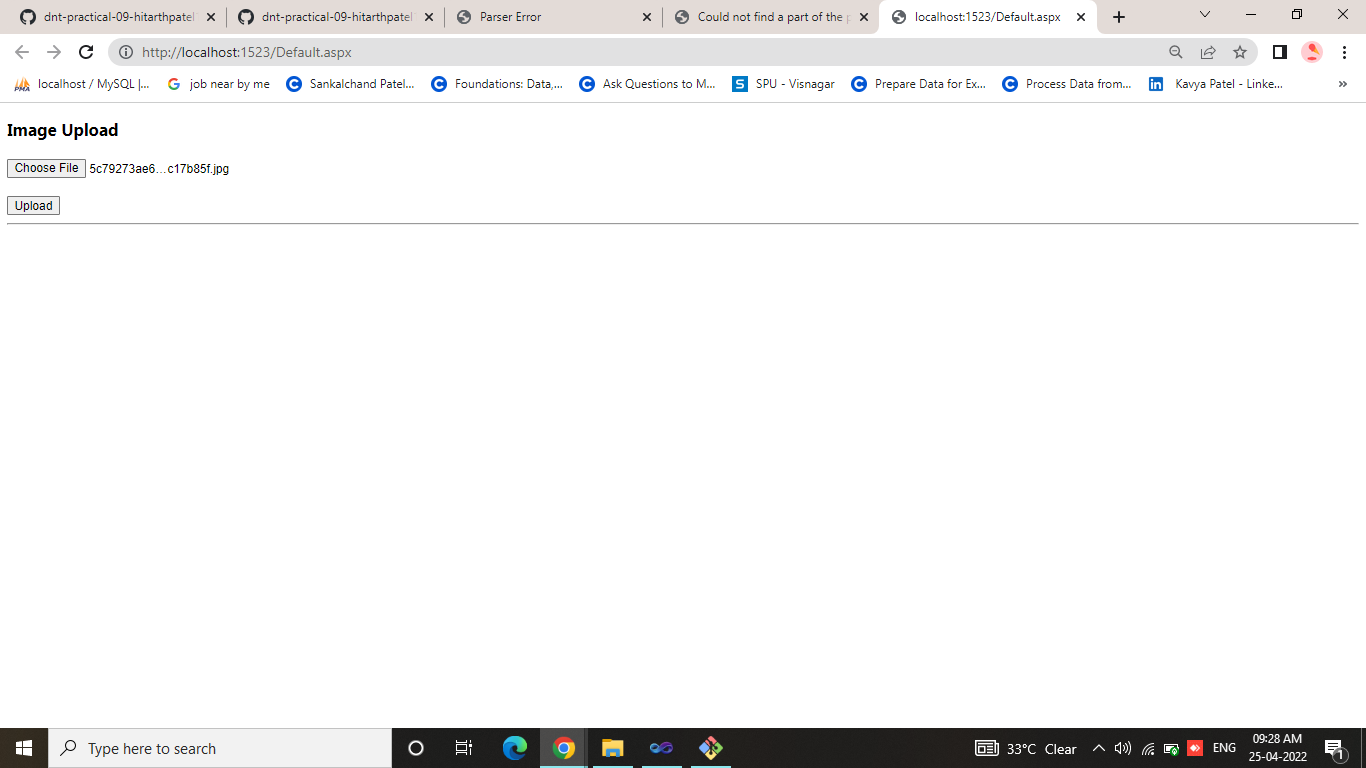 dnt-practical-09-hitarthpatel
dnt-practical-09-hitarthpatel
Parser Error
Could not find a part of the p
localhost:1523/Default.aspx
http://localhost:1523/Default.aspx
PMA
localhost / MySQL |...
job near by me
Sankalchand Patel...
Foundations: Data,...
Ask Questions to M...
S
SPU - Visnagar
Prepare Data for Ex...
Process Data from...
in
Kavya Patel - Linke...
»
Image Upload
Choose File 5c79273ae6...c17b85f.jpg
Upload
Type here to search
33°C Clear
ENG
09:28 AM
25-04-2022
1